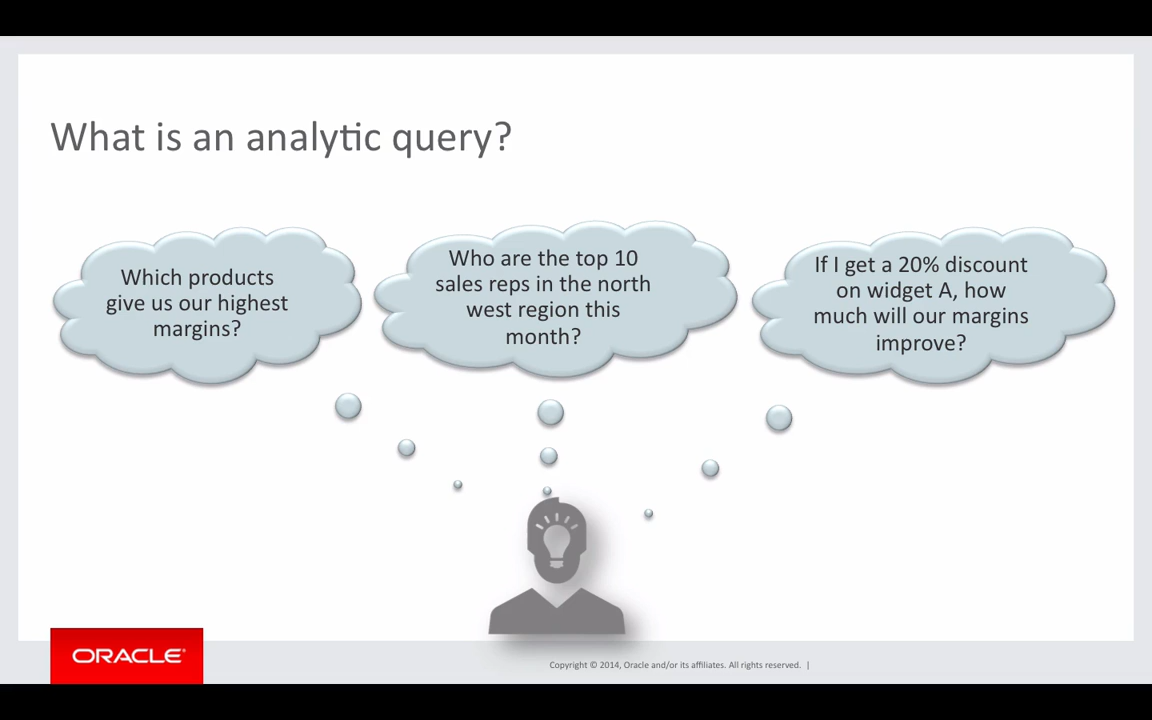 What is an analytic query?
Which products
give us our highest
margins?
Who are the top 10
sales reps in the north
west region this
month?
If I get a 20% discount
on widget A, how
much will our margins
improve?
ORACLE®
Copyright © 2014, Oracle and/or its affiliates. All rights reserved. |